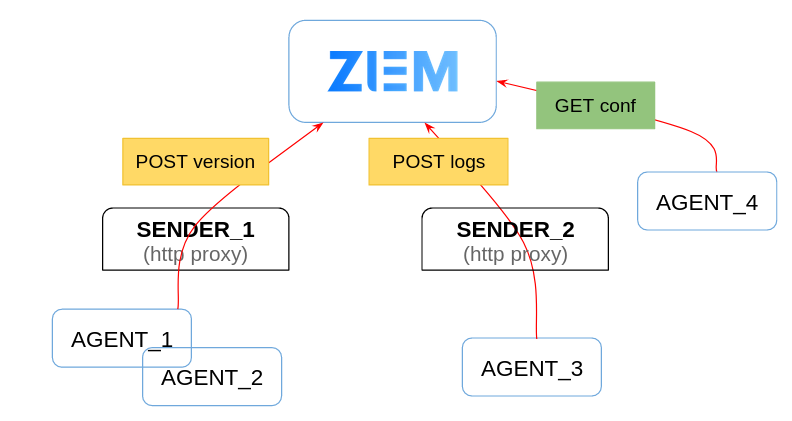 ZIEM
GET conf
POST version
POST logs
AGENT_4
SENDER_1
(http proxy)
SENDER_2
(http proxy)
AGENT_1
AGENT_2
AGENT_3